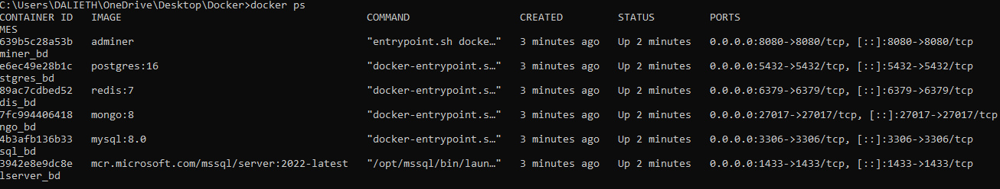 C:\Users\DALIETH\OneDrive\Desktop\Docker>docker ps
CONTAINER ID   IMAGE                                        COMMAND                  CREATED         STATUS         PORTS
MES
639b5c28a53b   adminer                                      "entrypoint.sh docke…"   3 minutes ago   Up 2 minutes   0.0.0.0:8080->8080/tcp, [::]:8080->8080/tcp
miner_bd
e6ec49e28b1c   postgres:16                                  "docker-entrypoint.s…"   3 minutes ago   Up 2 minutes   0.0.0.0:5432->5432/tcp, [::]:5432->5432/tcp
stgres_bd
89ac7cdbed52   redis:7                                      "docker-entrypoint.s…"   3 minutes ago   Up 2 minutes   0.0.0.0:6379->6379/tcp, [::]:6379->6379/tcp
dis_bd
7fc994406418   mongo:8                                      "docker-entrypoint.s…"   3 minutes ago   Up 2 minutes   0.0.0.0:27017->27017/tcp, [::]:27017->27017/tcp
ngo_bd
4b3afb136b33   mysql:8.0                                    "docker-entrypoint.s…"   3 minutes ago   Up 2 minutes   0.0.0.0:3306->3306/tcp, [::]:3306->3306/tcp
sql_bd
3942e8e9dc8e   mcr.microsoft.com/mssql/server:2022-latest   "/opt/mssql/bin/laun…"   3 minutes ago   Up 2 minutes   0.0.0.0:1433->1433/tcp, [::]:1433->1433/tcp
lserver_bd